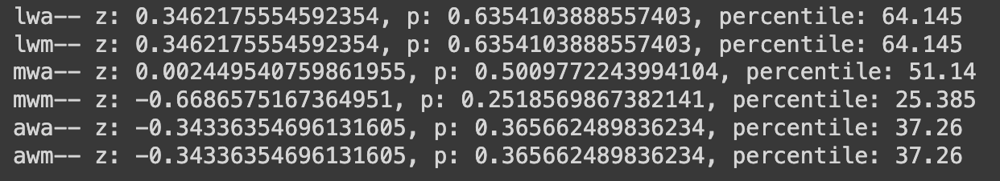 lwa-- z: 0.3462175554592354, p: 0.6354103888557403, percentile: 64.145
lwm-- z: 0.3462175554592354, p: 0.6354103888557403, percentile: 64.145
mwa-- z: 0.002449540759861955, p: 0.5009772243994104, percentile: 51.14
mwm-- z: -0.6686575167364951, p: 0.2518569867382141, percentile: 25.385
awa-- z: -0.34336354696131605, p: 0.365662489836234, percentile: 37.26
awm-- z: -0.34336354696131605, p: 0.365662489836234, percentile: 37.26